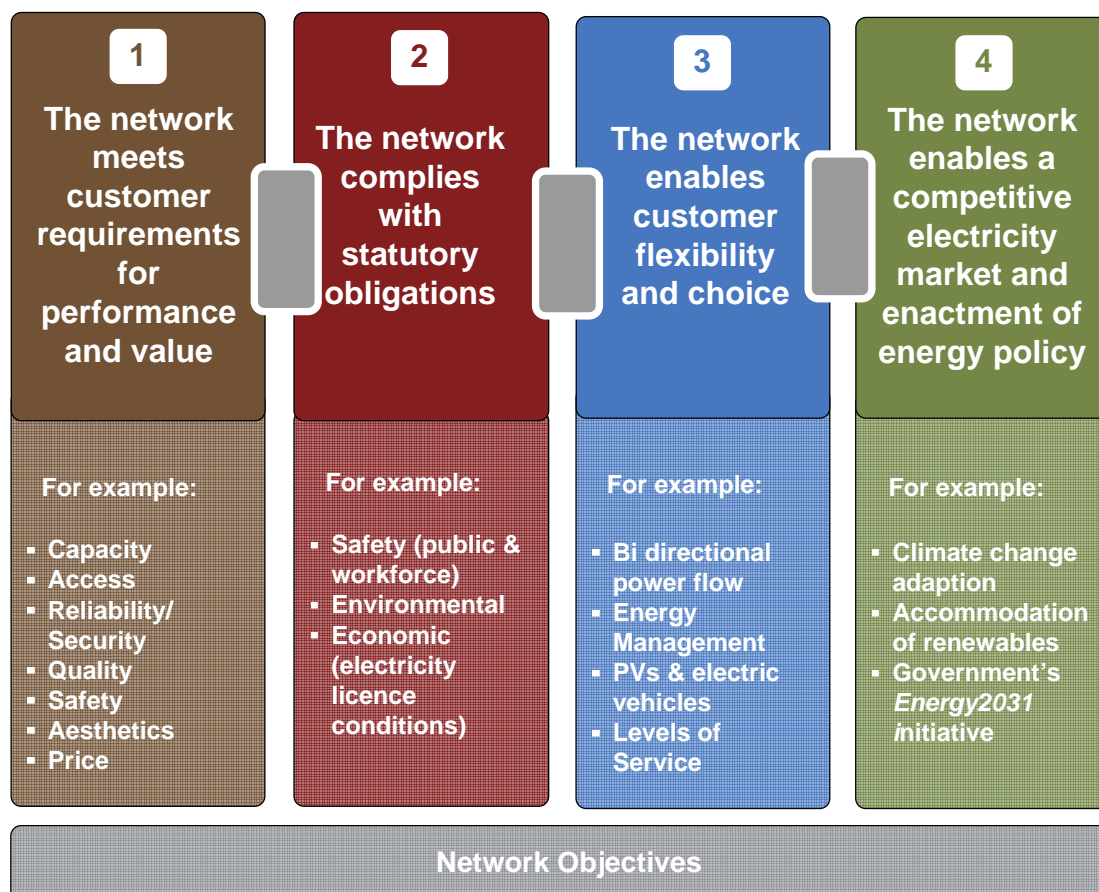 1
The network
meets
customer
requirements
for
performance
and value
For example:
▪ Capacity
▪ Access
▪ Reliability/
Security
▪ Quality
▪ Safety
▪ Aesthetics
▪ Price
2
The network
complies
with
statutory
obligations
For example:
▪ Safety (public &
workforce)
▪ Environmental
▪ Economic
(electricity
licence
conditions)
3
The network
enables
customer
flexibility
and choice
For example:
▪ Bi directional
power flow
▪ Energy
Management
▪ PVs & electric
vehicles
▪ Levels of
Service
4
The network
enables a
competitive
electricity
market and
enactment of
energy policy
For example:
▪ Climate change
adaption
▪ Accommodation
of renewables
▪ Government’s
Energy2031
initiative
Network Objectives